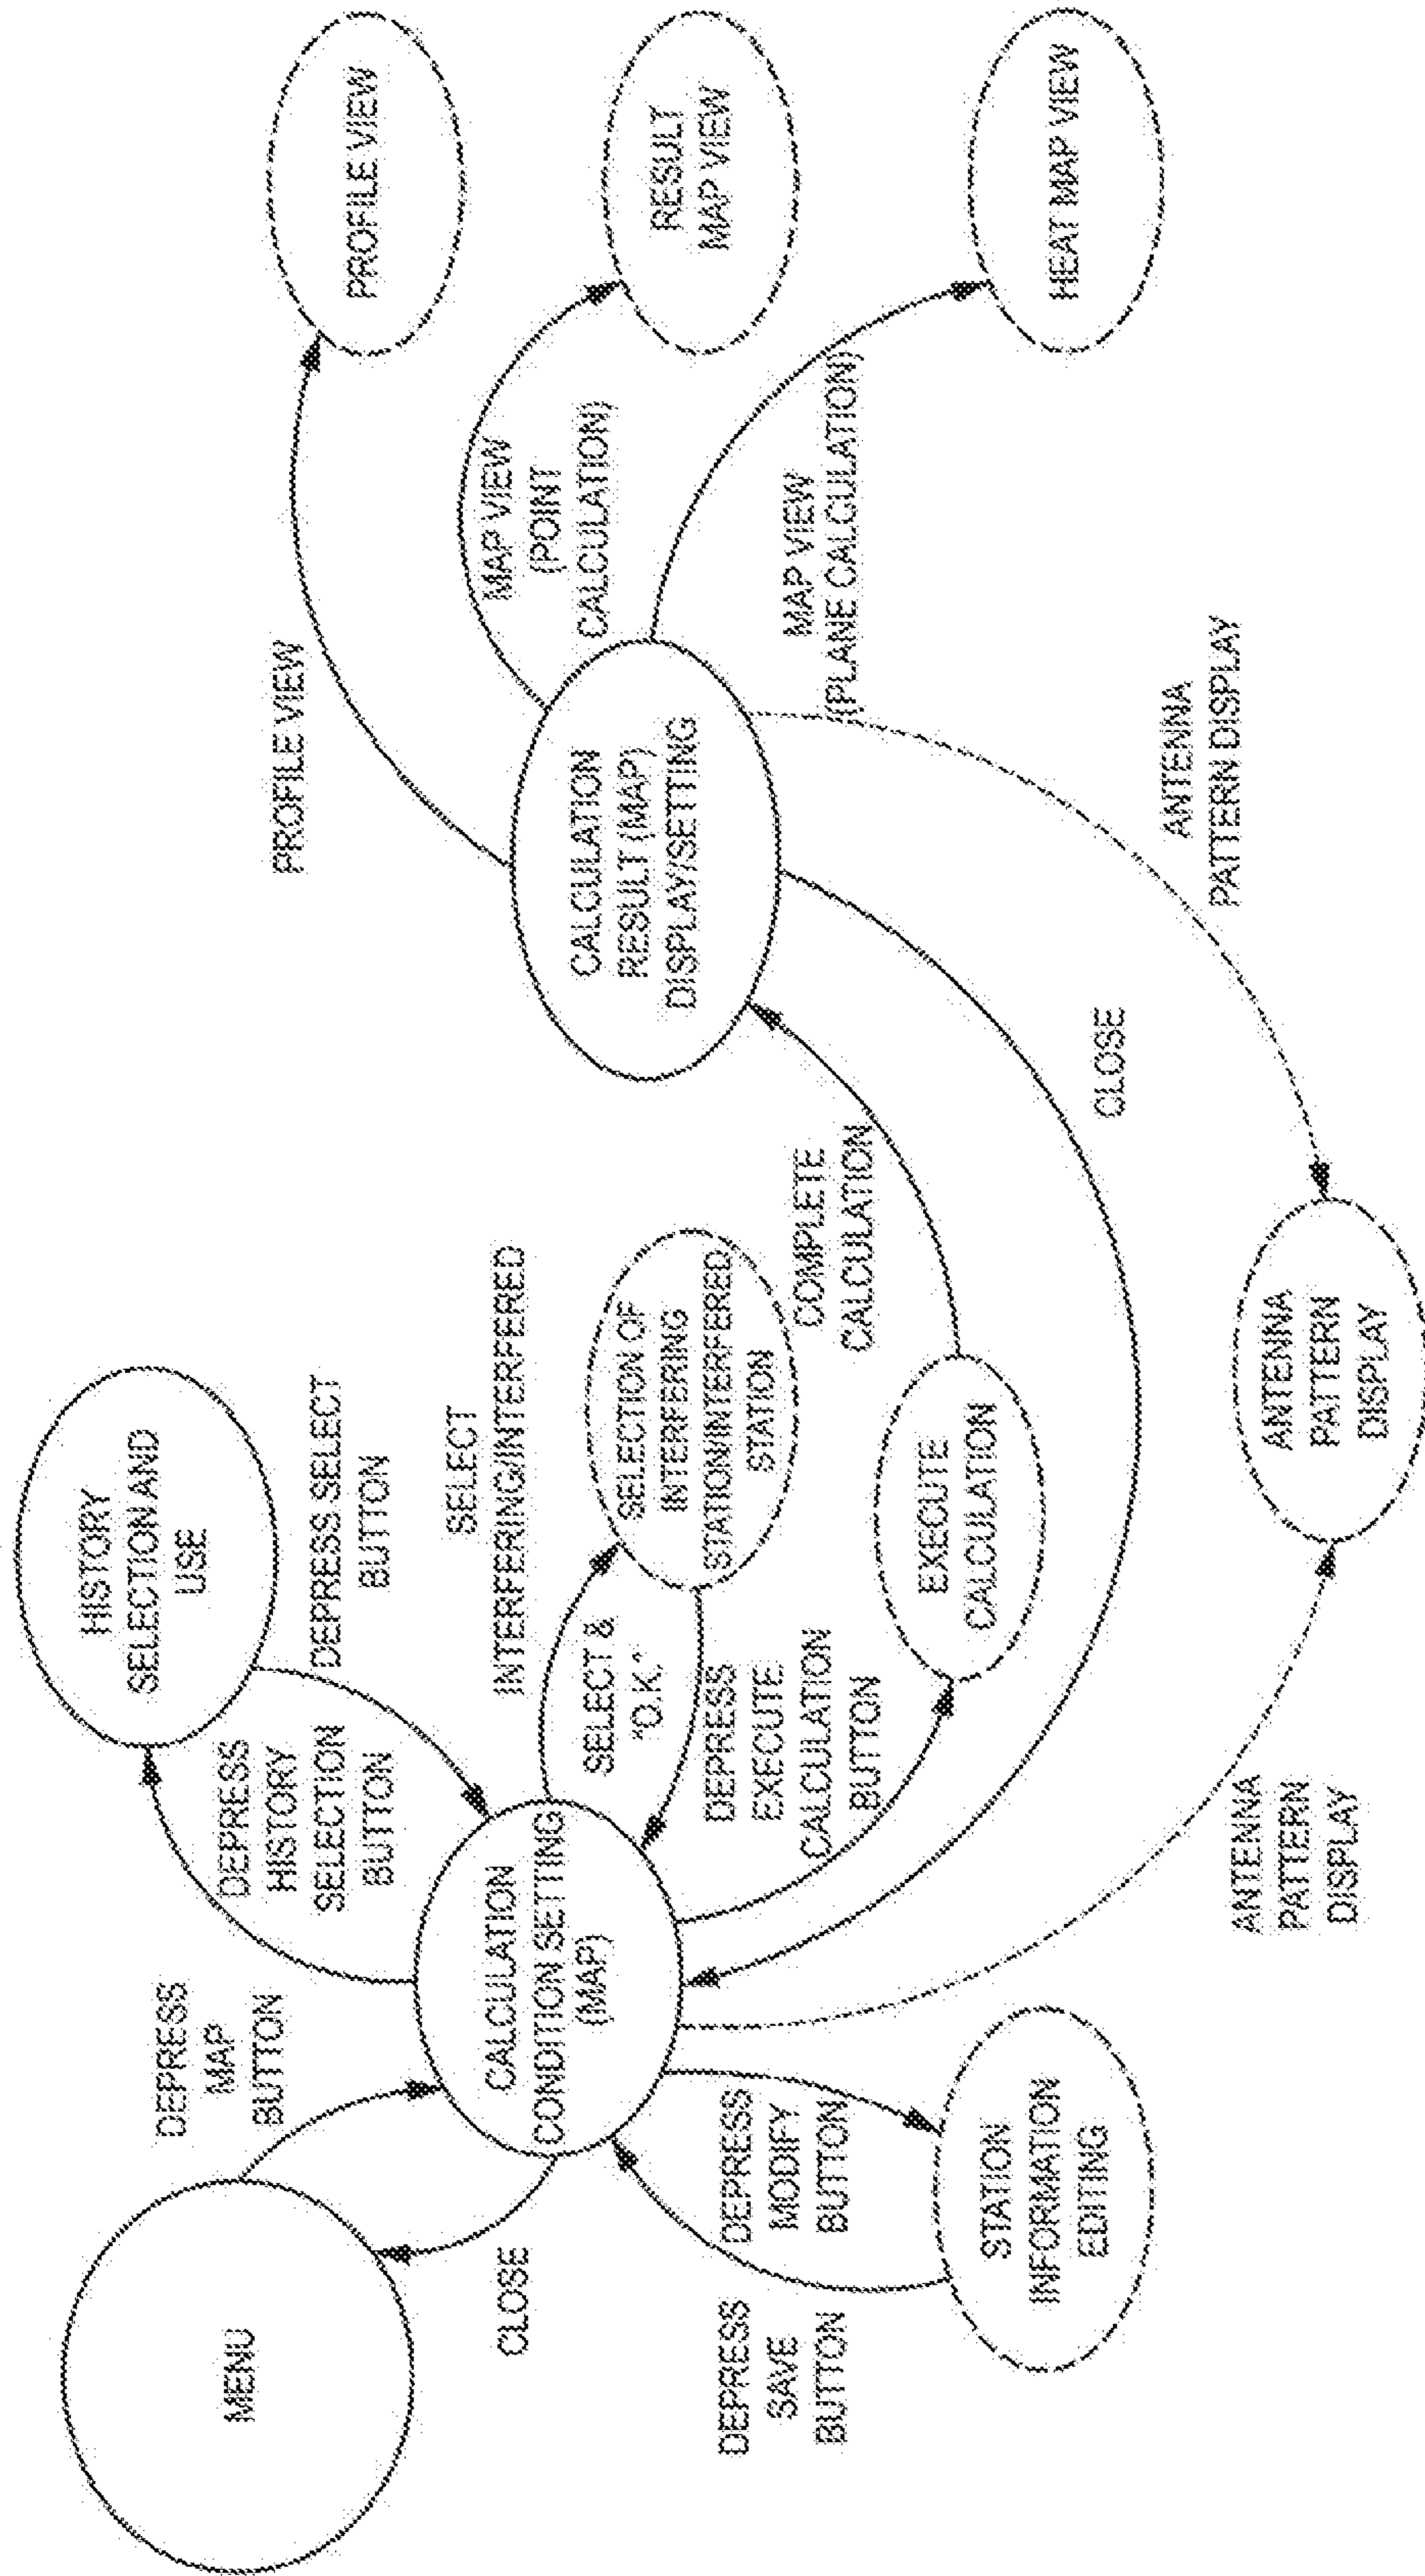 MENU
DEPRESS
MAP
BUTTON
CLOSE
CALCULATION
CONDITION SETTING
(MAP)
DEPRESS
HISTORY
SELECTION
BUTTON
HISTORY
SELECTION AND
USE
DEPRESS SELECT
BUTTON
SELECT
INTERFERING/INTERFERED
SELECT &
"O.K."
SELECTION OF
INTERFERING
STATION/INTERFERED
STATION
DEPRESS
EXECUTE
CALCULATION
BUTTON
EXECUTE
CALCULATION
COMPLETE
CALCULATION
DEPRESS
SAVE
BUTTON
DEPRESS
MODIFY
BUTTON
STATION
INFORMATION
EDITING
ANTENNA
PATTERN
DISPLAY
ANTENNA
PATTERN
DISPLAY
CLOSE
ANTENNA
PATTERN DISPLAY
CALCULATION
RESULT (MAP)
DISPLAY/SETTING
PROFILE VIEW
MAP VIEW
(POINT
CALCULATION)
MAP VIEW
(PLANE CALCULATION)
PROFILE VIEW
RESULT
MAP VIEW
HEAT MAP VIEW